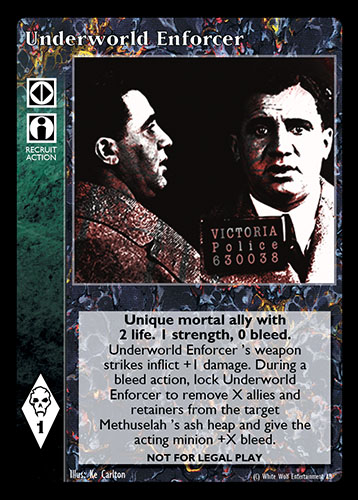 Underworld Enforcer
RECRUIT
ACTION
VICTORIA
Police
630038
Unique mortal ally with
2 life. 1 strength, 0 bleed.
Underworld Enforcer 's weapon
strikes inflict +1 damage. During a
bleed action, lock Underworld
Enforcer to remove X allies and
retainers from the target
Methuselah 's ash heap and give the
acting minion +X bleed.
NOT FOR LEGAL PLAY
1
Illus: Ke Carlton
(C) White Wolf Entertainment AB